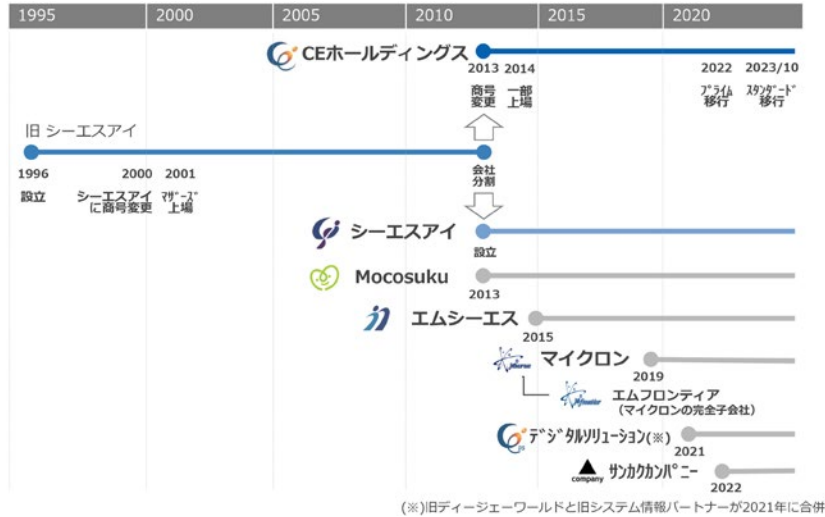 1995 2000 2005 2010 2015 2020
CEホールディングス
2013 2014 2022 2023/10
商号 一部 ﾌﾟﾗｲﾑ ｽﾀﾝﾀﾞｰﾄﾞ
変更 上場 移行 移行
旧 シーエスアイ
1996 2000 2001 会社
設立 シーエスアイ ﾏｻﾞｰｽﾞ 分割
に商号変更 上場
シーエスアイ
設立
Mocosuku
2013
エムシーエス
2015
マイクロン
2019
エムフロンティア
(マイクロンの完全子会社)
ﾃﾞｼﾞﾀﾙソリューション(※)
2021
company ｻﾝｶｸｶﾝﾊﾟﾆｰ
2022
(※)旧ディージェーワールドと旧システム情報パートナーが2021年に合併